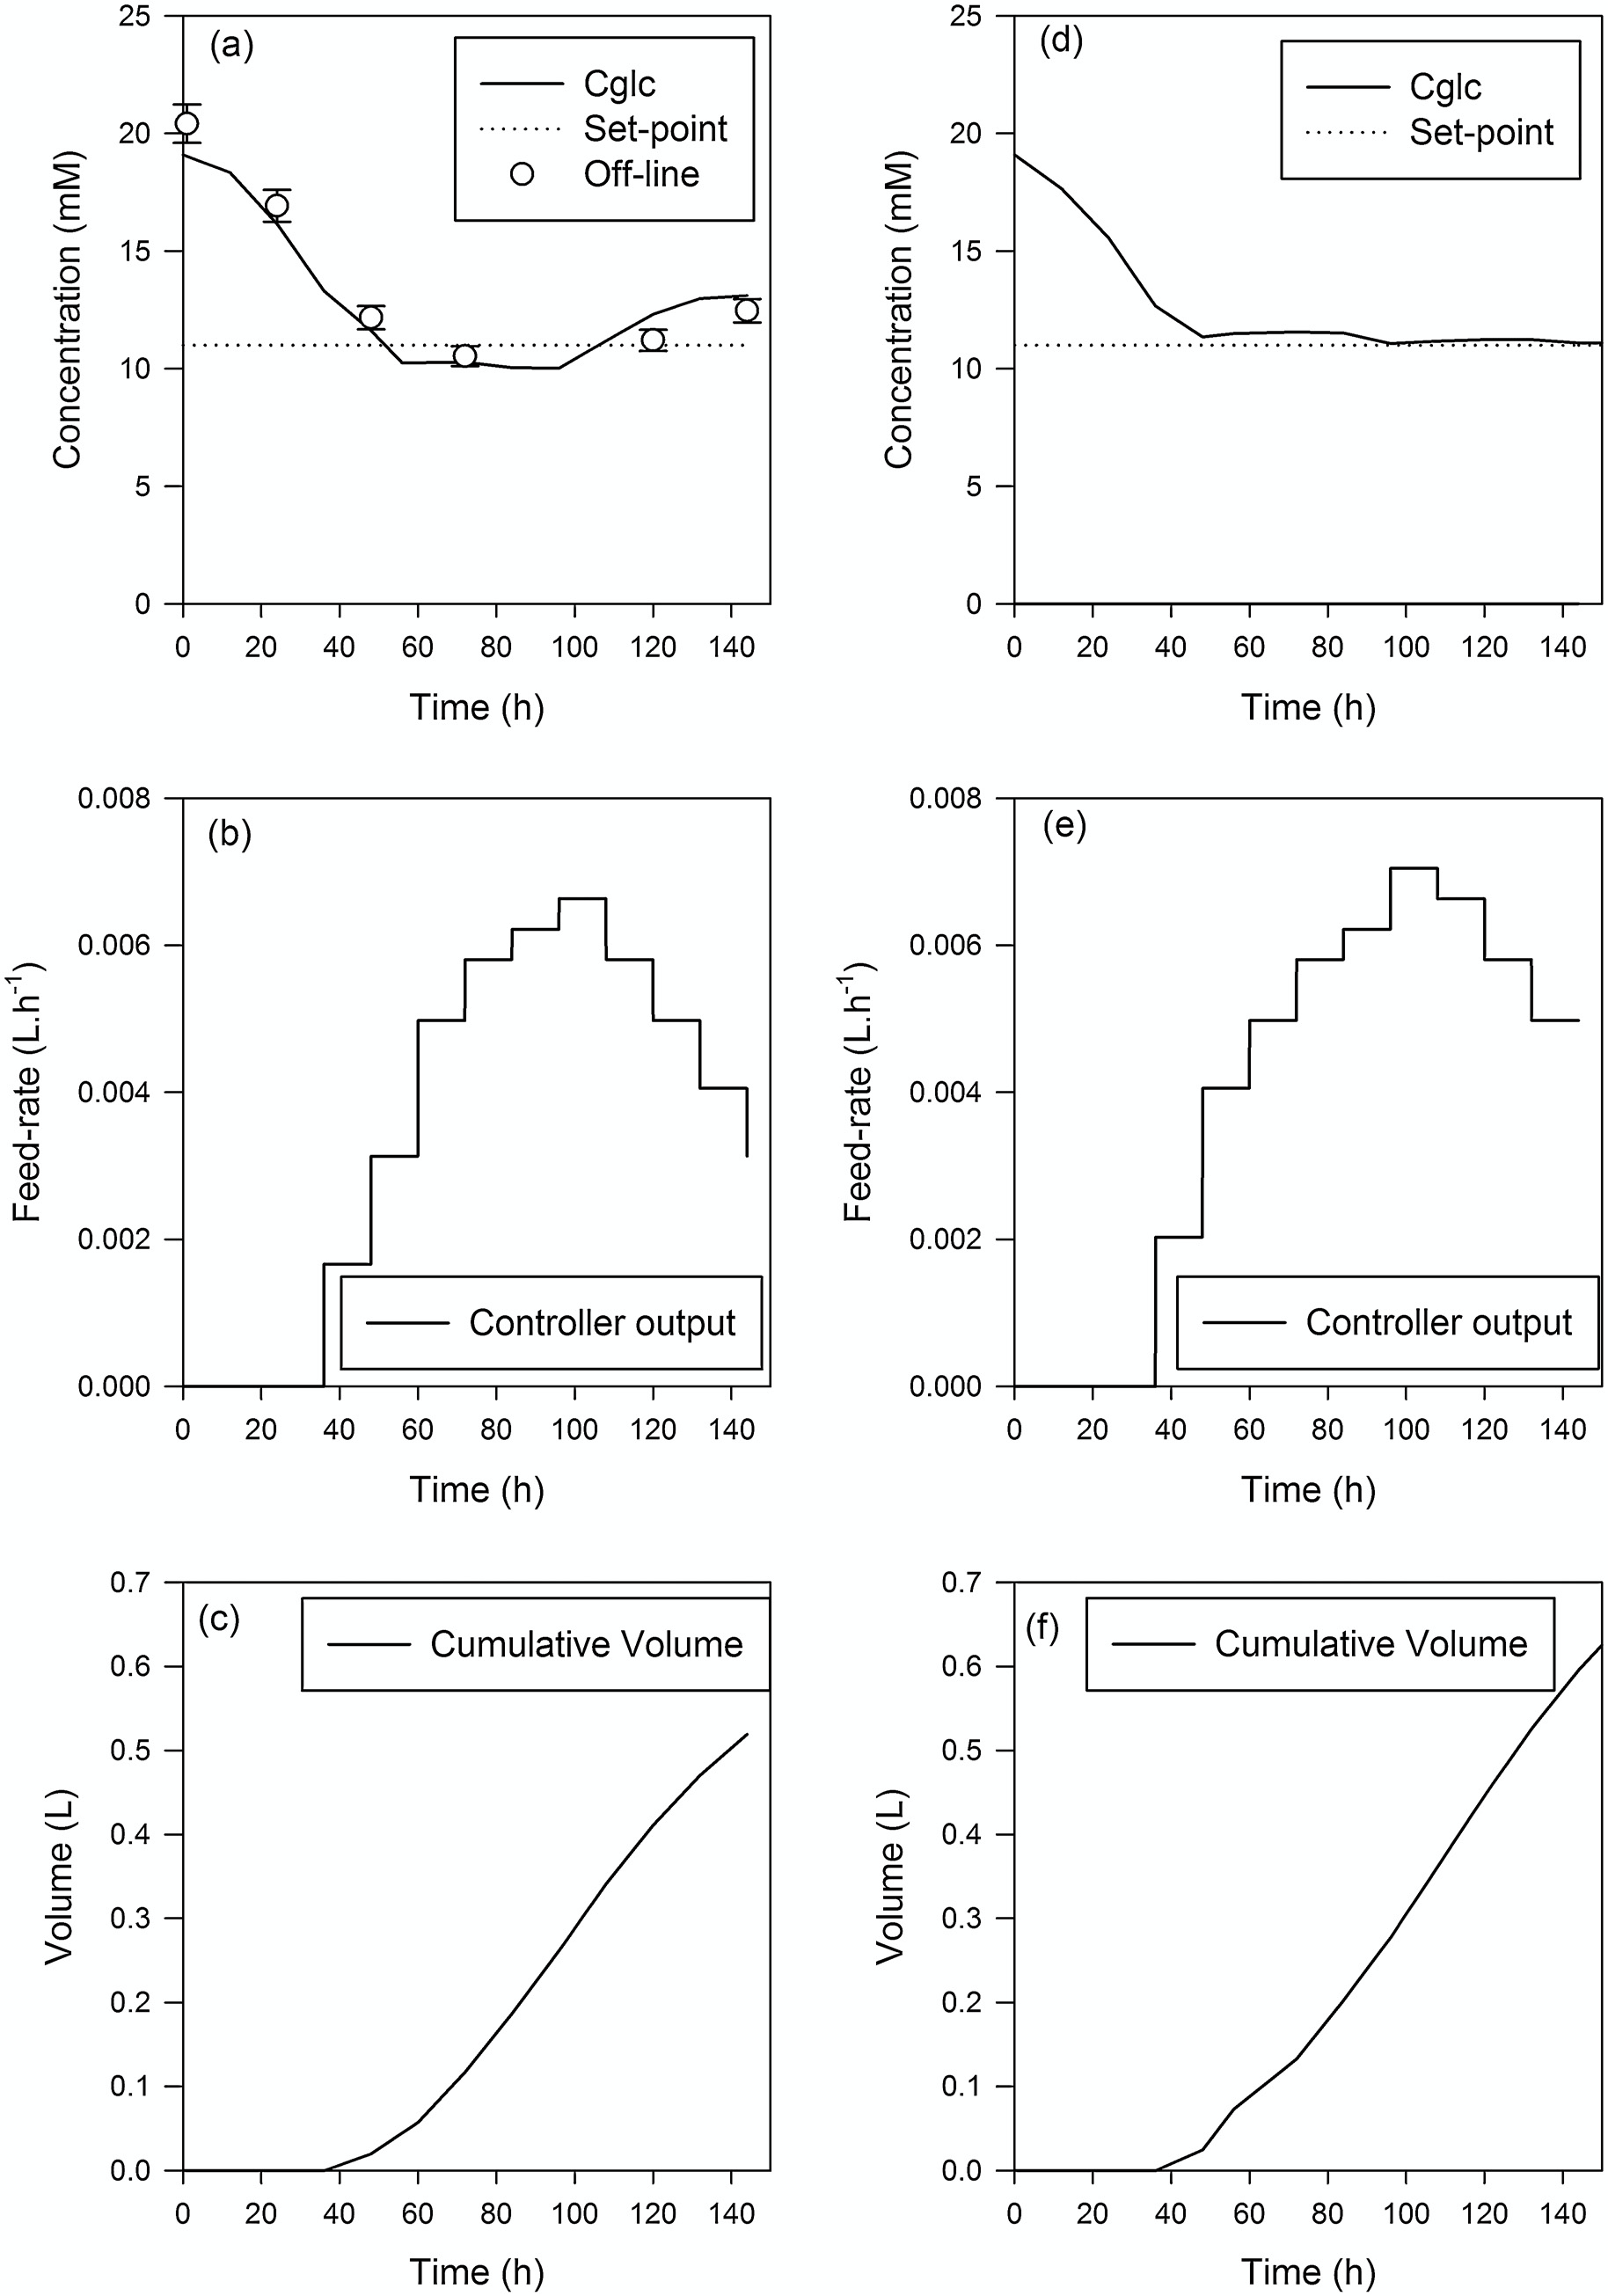 (a)
Cglc
Set-point
Off-line
25
20
15
10
5
0
Concentration (mM)
0 20 40 60 80 100 120 140
Time (h)
(d)
Cglc
Set-point
25
20
15
10
5
0
Concentration (mM)
0 20 40 60 80 100 120 140
Time (h)
(b)
0.008
0.006
0.004
0.002
0.000
Feed-rate (L.h-1)
Controller output
0 20 40 60 80 100 120 140
Time (h)
(e)
0.008
0.006
0.004
0.002
0.000
Feed-rate (L.h-1)
Controller output
0 20 40 60 80 100 120 140
Time (h)
(c)
Cumulative Volume
0.7
0.6
0.5
0.4
0.3
0.2
0.1
0.0
Volume (L)
0 20 40 60 80 100 120 140
Time (h)
(f)
Cumulative Volume
0.7
0.6
0.5
0.4
0.3
0.2
0.1
0.0
Volume (L)
0 20 40 60 80 100 120 140
Time (h)